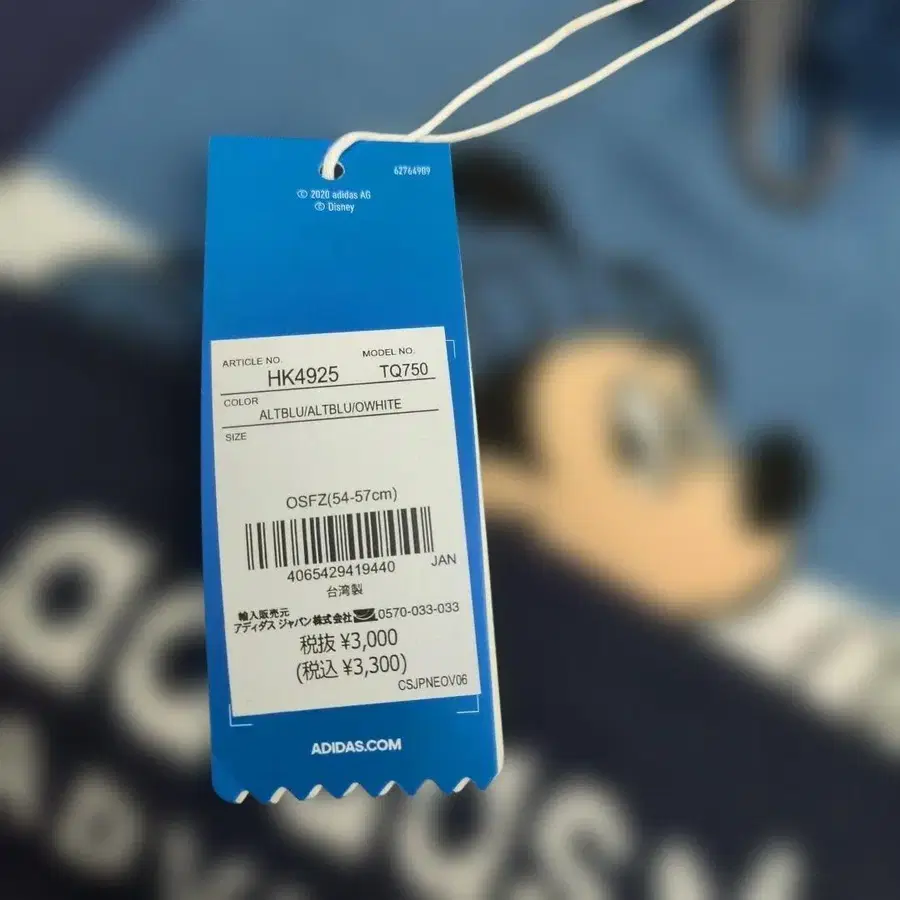 62764909
© 2020 adidas AG
© Disney
ARTICLE NO. MODEL NO.
HK4925 TQ750
COLOR
ALTBLU/ALTBLU/OWHITE
SIZE
OSFZ(54-57cm)
JAN
4065429419440
台湾製
輸入販売元
アディダス ジャパン株式会社 0570-033-033
税抜 ¥3,000
(税込 ¥3,300)
CSJPNEOV06
ADIDAS.COM